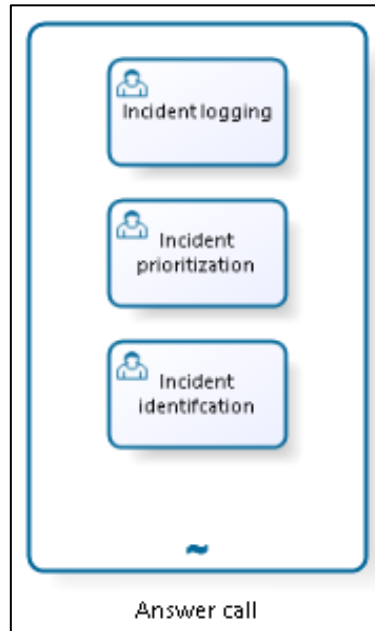 Incident logging
Incident
prioritization
Incident
identifcation
Answer call